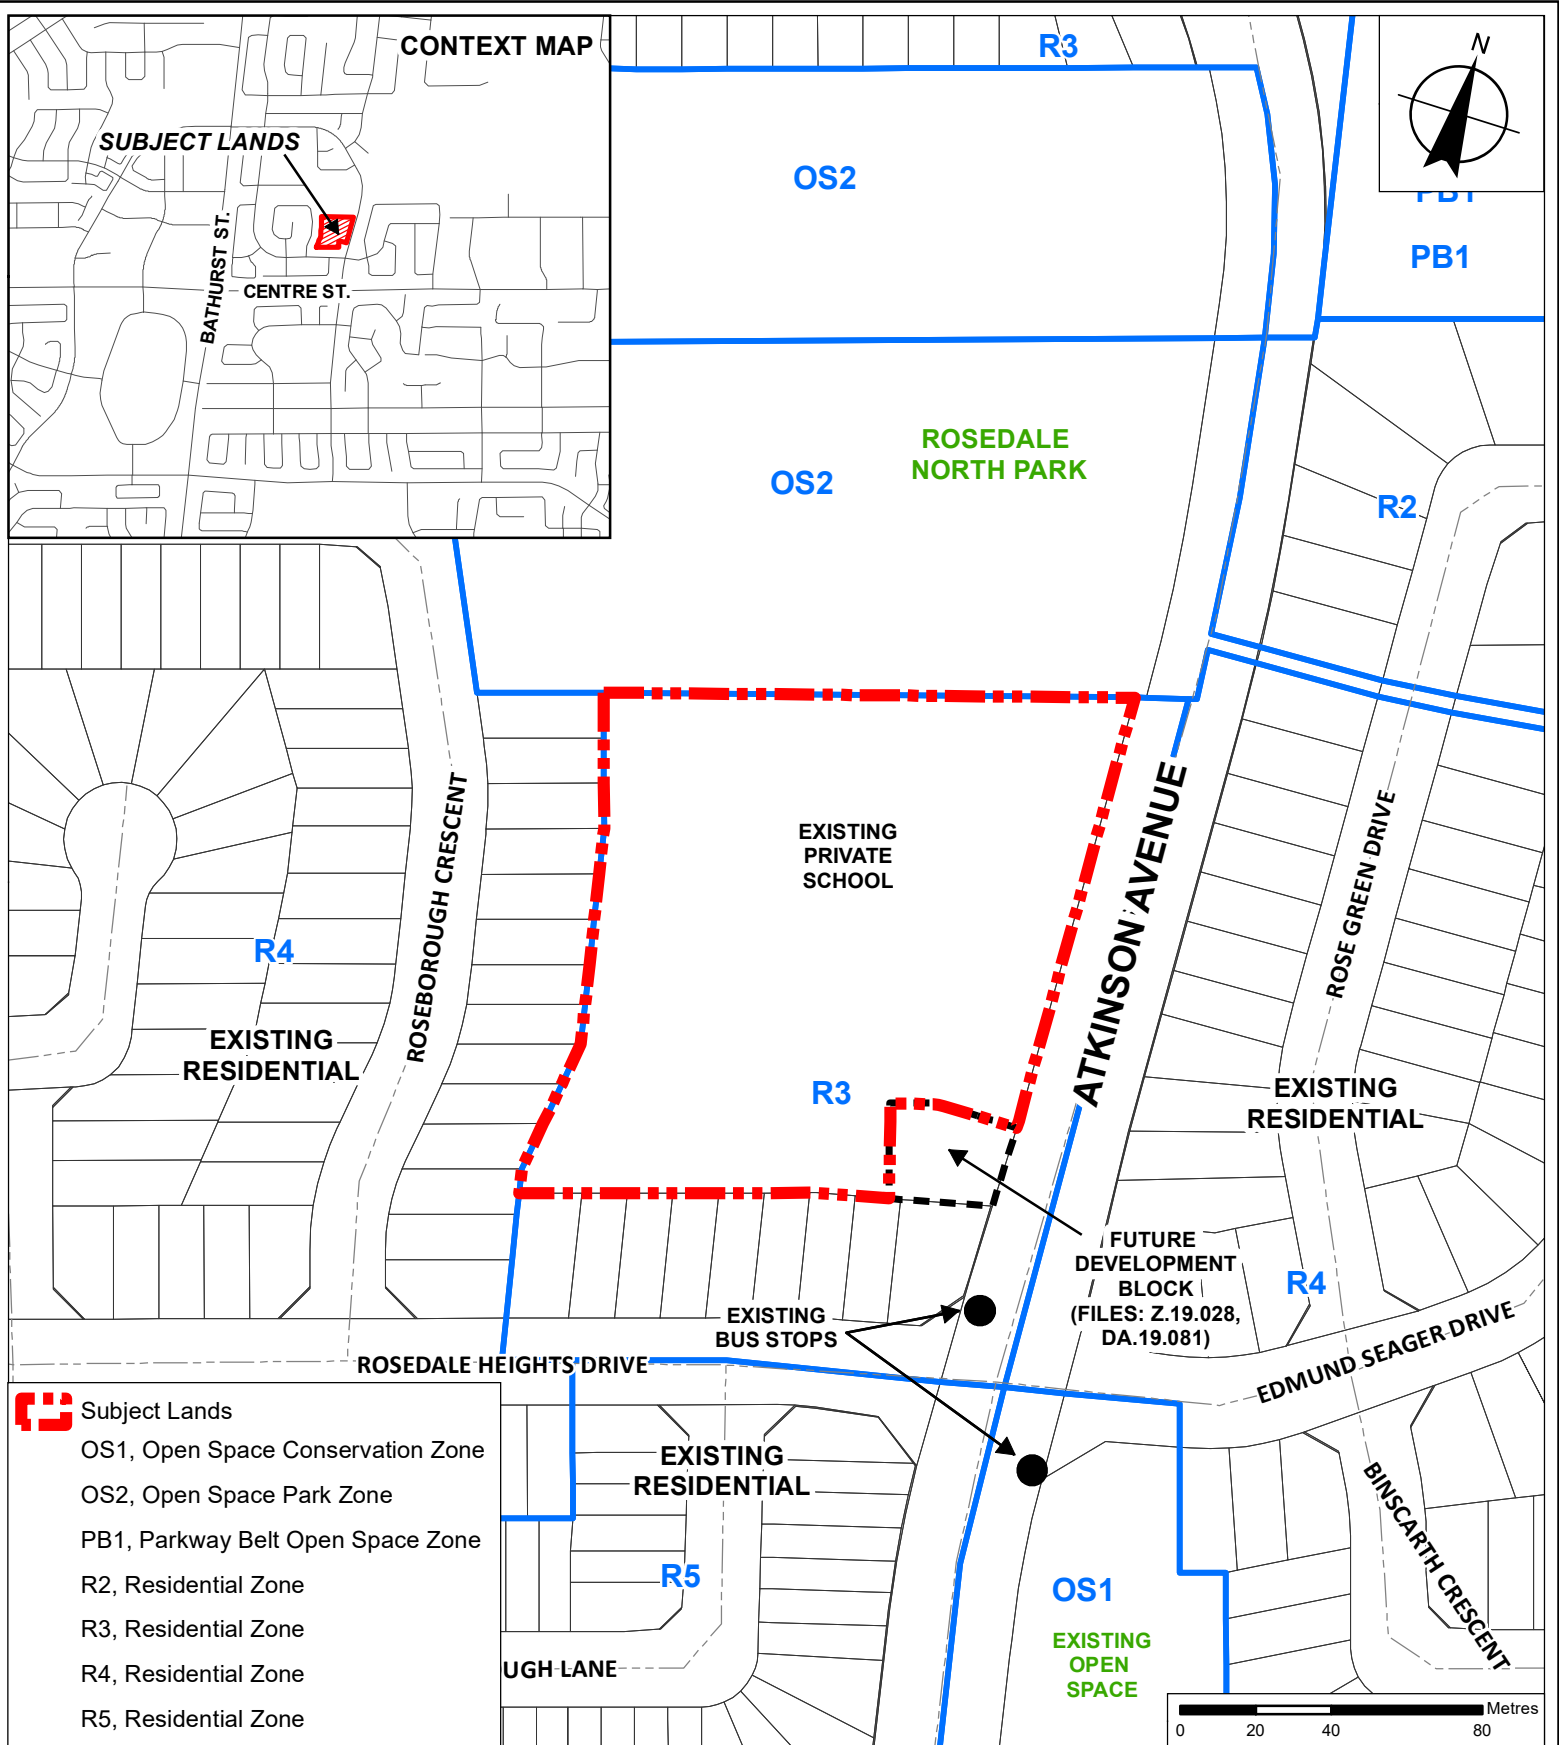 CONTEXT MAP
SUBJECT LANDS
BATHURST ST.
CENTRE ST.
R3
N
OS2
PB1
PB1
ROSEDALE
NORTH PARK
OS2
R2
ROSEBOROUGH CRESCENT
EXISTING
PRIVATE
SCHOOL
ATKINSON AVENUE
ROSE GREEN DRIVE
R4
EXISTING
RESIDENTIAL
R3
EXISTING
RESIDENTIAL
FUTURE
DEVELOPMENT
BLOCK
(FILES: Z.19.028,
DA.19.081)
R4
EXISTING
BUS STOPS
ROSEDALE HEIGHTS DRIVE
EDMUND SEAGER DRIVE
EXISTING
RESIDENTIAL
BINSCARTH CRESCENT
R5
OS1
EXISTING
OPEN
SPACE
UGH LANE
Subject Lands
OS1, Open Space Conservation Zone
OS2, Open Space Park Zone
PB1, Parkway Belt Open Space Zone
R2, Residential Zone
R3, Residential Zone
R4, Residential Zone
R5, Residential Zone
Metres
0 20 40 80